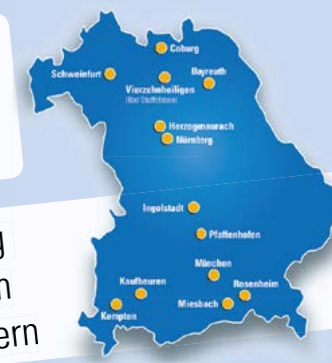 Coburg
Schweinfurt
Bayreuth
Vierzehnheiligen
Bad Staffelstein
Herzogenaurach
Nürnberg
Ingolstadt
Pfaffenhofen
München
Kaufbeuren
Rosenheim
Miesbach
Kempten
g
n
ern